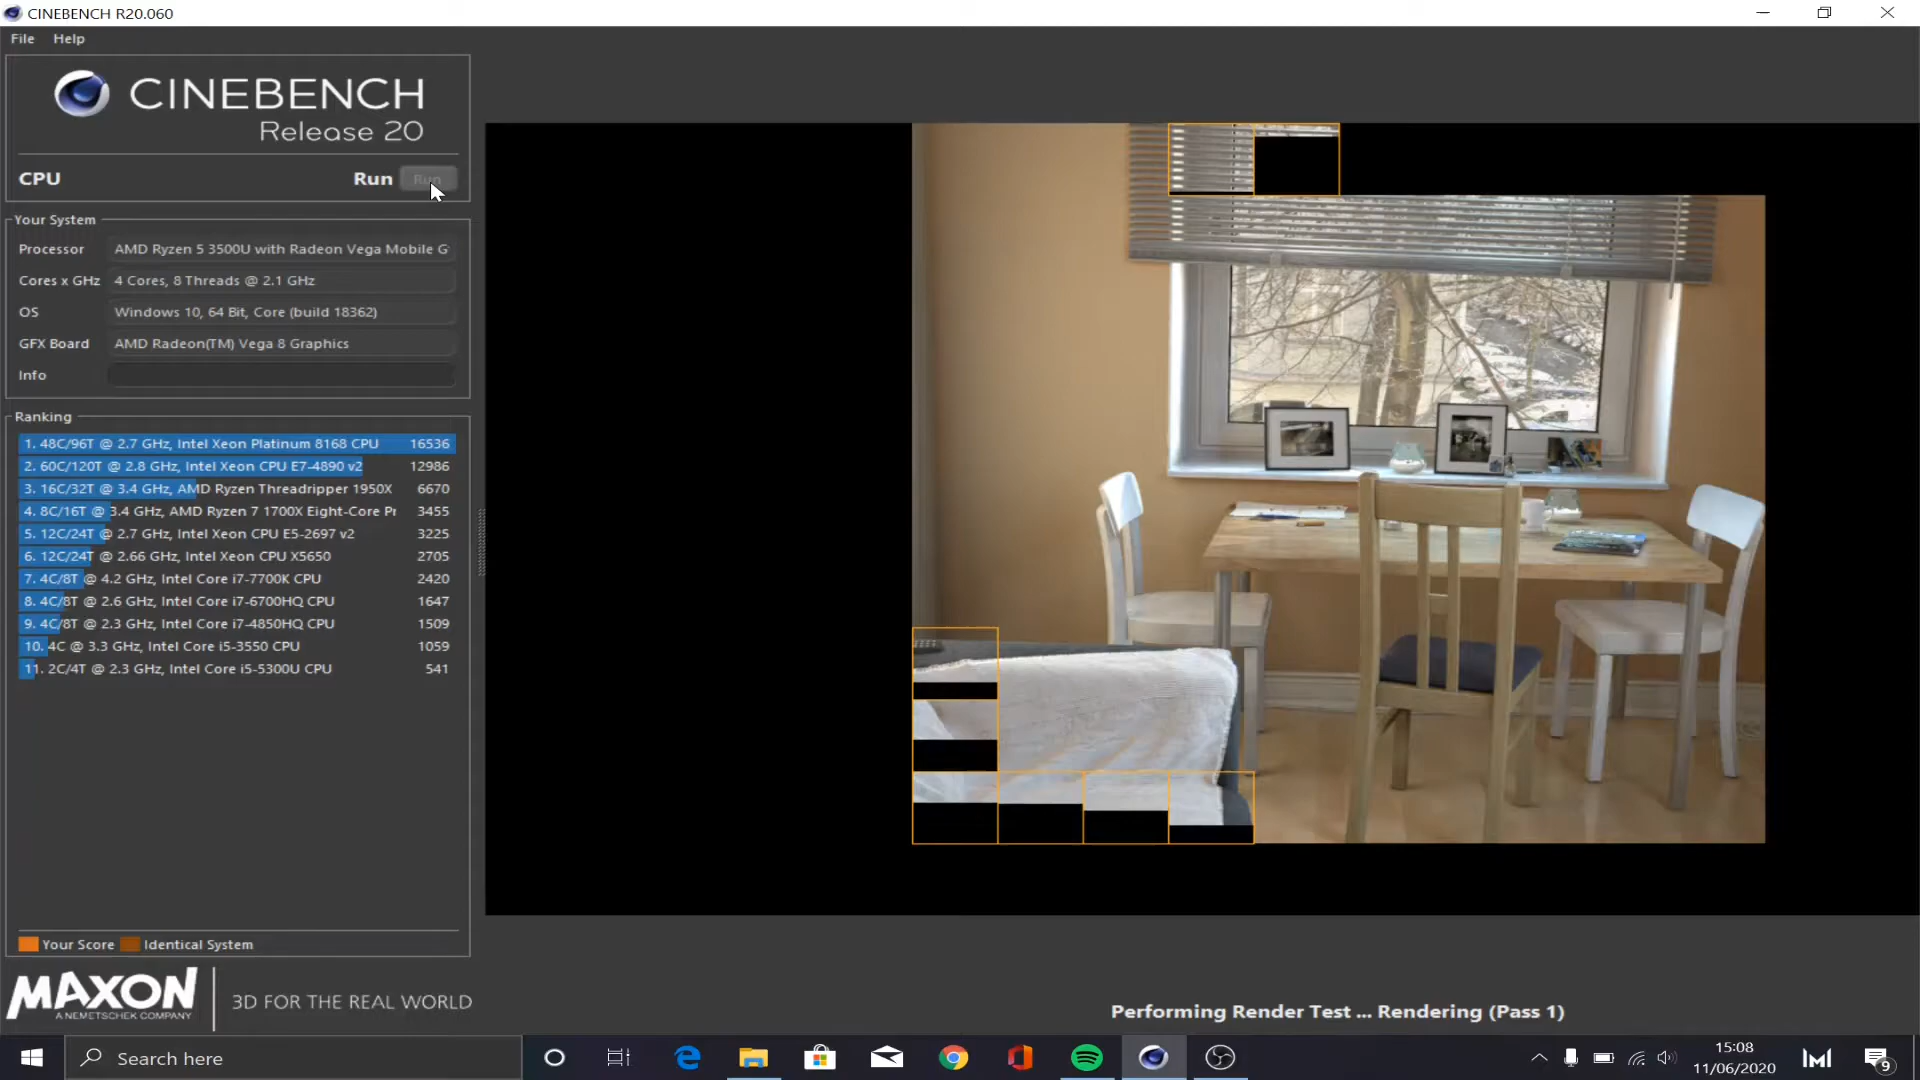 CINEBENCH R20.060
File Help
CINEBENCH
Release 20
CPU Run Run
Your System
Processor AMD Ryzen 5 3500U with Radeon Vega Mobile G
Cores x GHz 4 Cores, 8 Threads @ 2.1 GHz
OS Windows 10, 64 Bit, Core (build 18362)
GFX Board AMD Radeon(TM) Vega 8 Graphics
Info
Ranking
1. 48C/96T @ 2.7 GHz, Intel Xeon Platinum 8168 CPU 16536
2. 60C/120T @ 2.8 GHz, Intel Xeon CPU E7-4890 v2 12986
3. 16C/32T @ 3.4 GHz, AMD Ryzen Threadripper 1950X 6670
4. 8C/16T @ 3.4 GHz, AMD Ryzen 7 1700X Eight-Core Pr 3455
5. 12C/24T @ 2.7 GHz, Intel Xeon CPU E5-2697 v2 3225
6. 12C/24T @ 2.66 GHz, Intel Xeon CPU X5650 2705
7. 4C/8T @ 4.2 GHz, Intel Core i7-7700K CPU 2420
8. 4C/8T @ 2.6 GHz, Intel Core i7-6700HQ CPU 1647
9. 4C/8T @ 2.3 GHz, Intel Core i7-4850HQ CPU 1509
10. 4C @ 3.3 GHz, Intel Core i5-3550 CPU 1059
11. 2C/4T @ 2.3 GHz, Intel Core i5-5300U CPU 541
Your Score Identical System
MAXON
A NEMETSCHEK COMPANY
3D FOR THE REAL WORLD
Performing Render Test ... Rendering (Pass 1)
Search here
15:08
11/06/2020
9